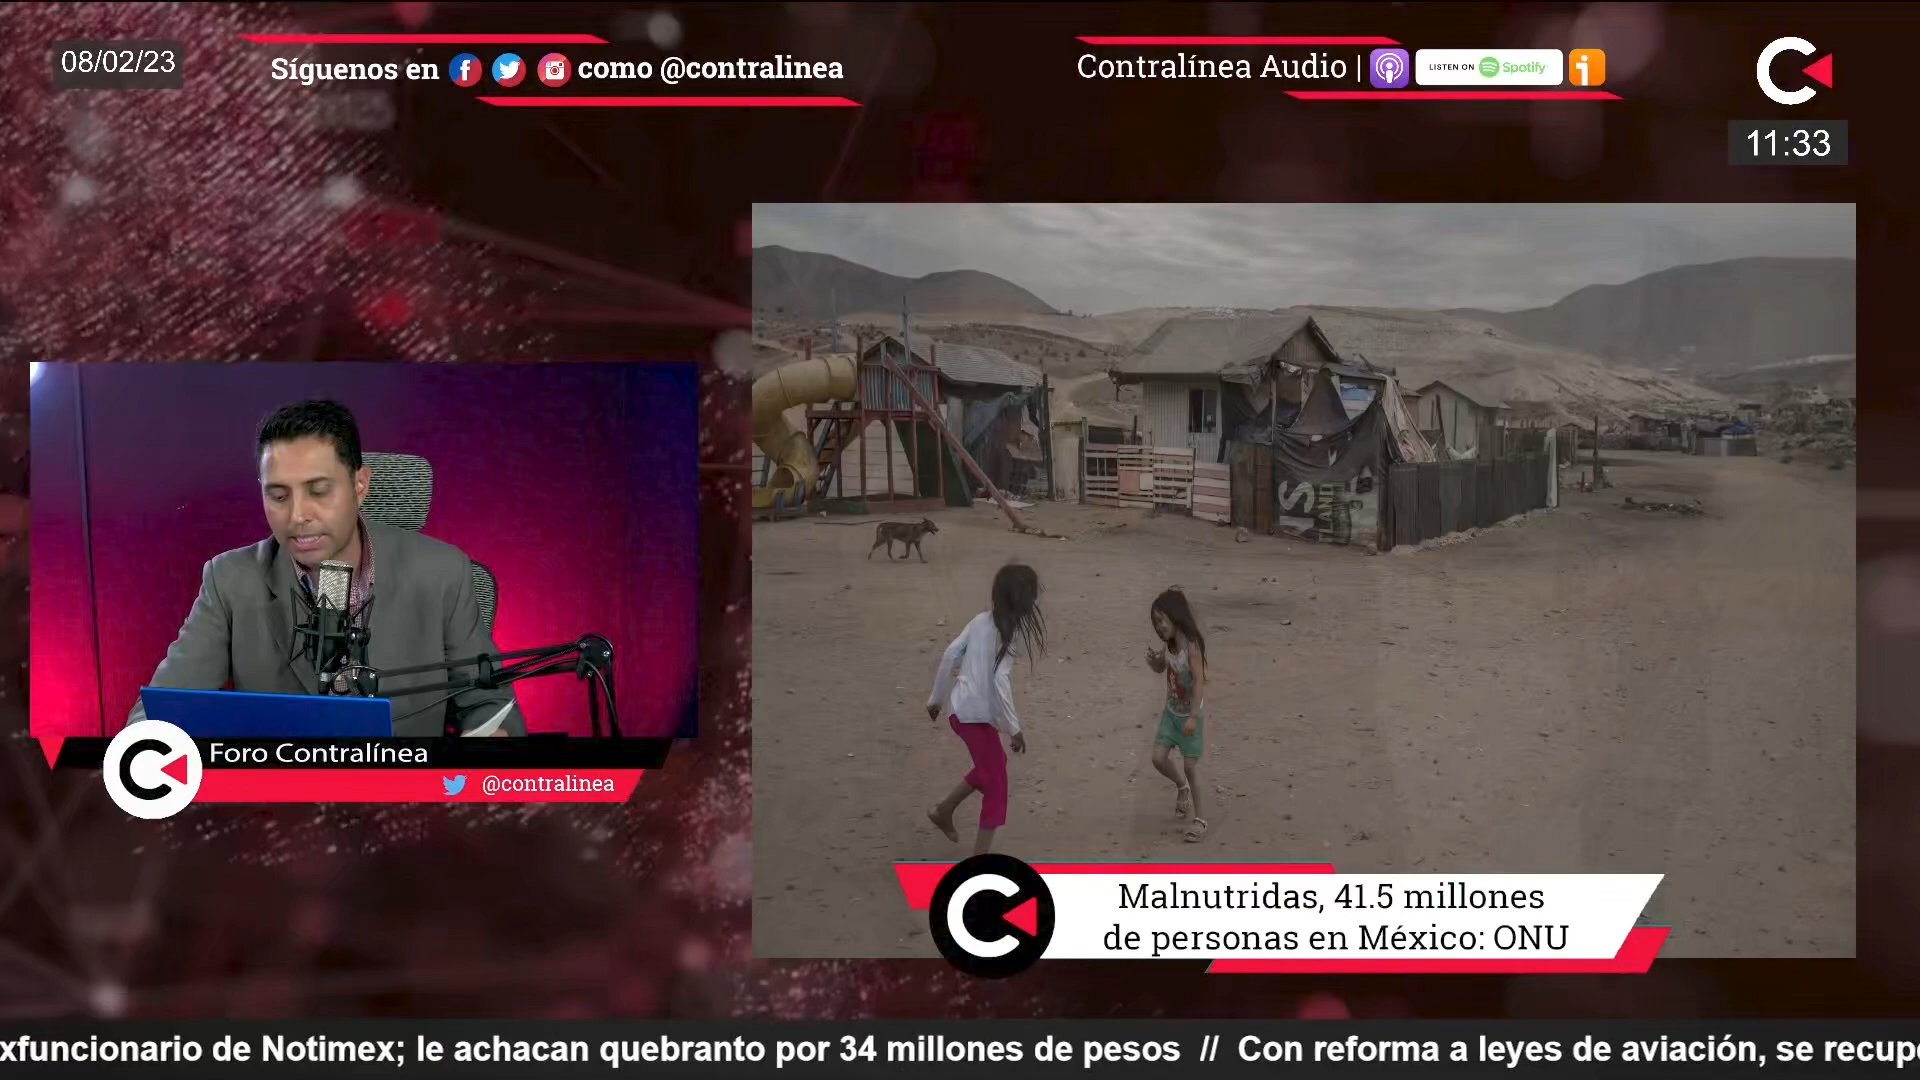 08/02/23
Síguenos en como @contralinea
Contralínea Audio |
LISTEN ON Spotify
11:33
Foro Contralínea
@contralinea
LAND
Malnutridas, 41.5 millones
de personas en México: ONU
xfuncionario de Notimex; le achacan quebranto por 34 millones de pesos // Con reforma a leyes de aviación, se recup